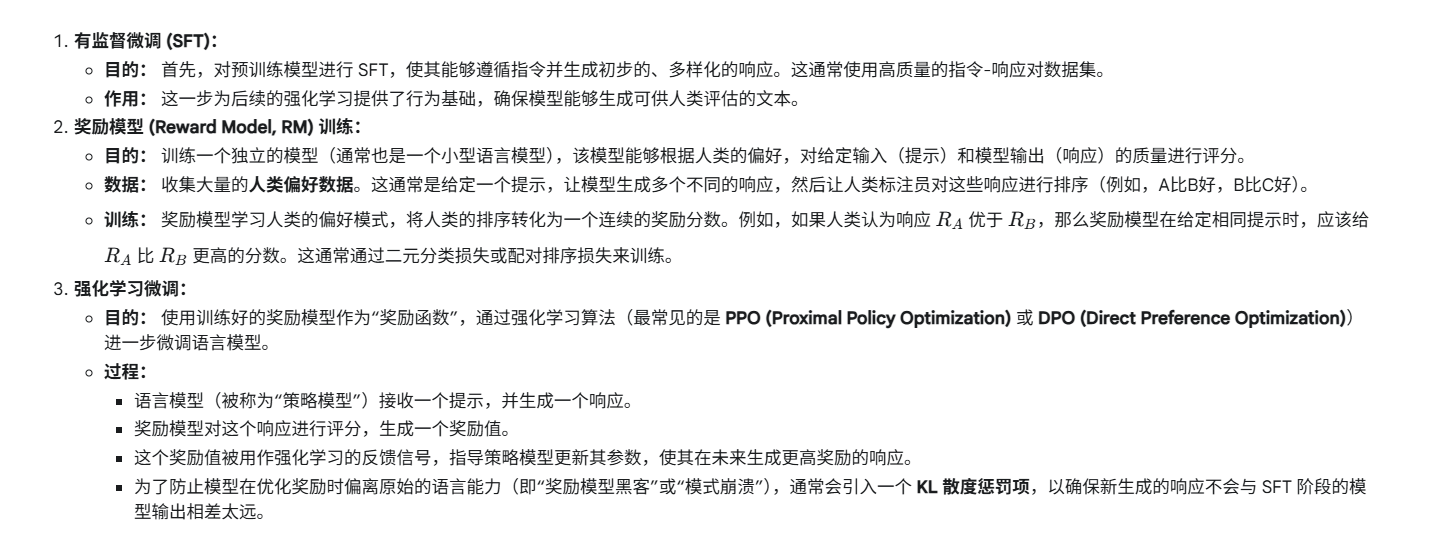 1. 有监督微调 (SFT)：
目的： 首先，对预训练模型进行 SFT，使其能够遵循指令并生成初步的、多样化的响应。这通常使用高质量的指令-响应对数据集。
作用： 这一步为后续的强化学习提供了行为基础，确保模型能够生成可供人类评估的文本。
2. 奖励模型 (Reward Model, RM) 训练：
目的： 训练一个独立的模型（通常也是一个小型语言模型），该模型能够根据人类的偏好，对给定输入（提示）和模型输出（响应）的质量进行评分。
数据： 收集大量的人类偏好数据。这通常是给定一个提示，让模型生成多个不同的响应，然后让人类标注员对这些响应进行排序（例如，A比B好，B比C好）。
训练： 奖励模型学习人类的偏好模式，将人类的排序转化为一个连续的奖励分数。例如，如果人类认为响应 R_A 优于 R_B，那么奖励模型在给定相同提示时，应该给
R_A 比 R_B 更高的分数。这通常通过二元分类损失或配对排序损失来训练。
3. 强化学习微调：
目的： 使用训练好的奖励模型作为“奖励函数”，通过强化学习算法（最常见的是 PPO (Proximal Policy Optimization) 或 DPO (Direct Preference Optimization)）
进一步微调语言模型。
过程：
语言模型（被称为“策略模型”）接收一个提示，并生成一个响应。
奖励模型对这个响应进行评分，生成一个奖励值。
这个奖励值被用作强化学习的反馈信号，指导策略模型更新其参数，使其在未来生成更高奖励的响应。
为了防止模型在优化奖励时偏离原始的语言能力（即“奖励模型黑客”或“模式崩溃”），通常会引入一个 KL 散度惩罚项，以确保新生成的响应不会与 SFT 阶段的模
型输出相差太远。